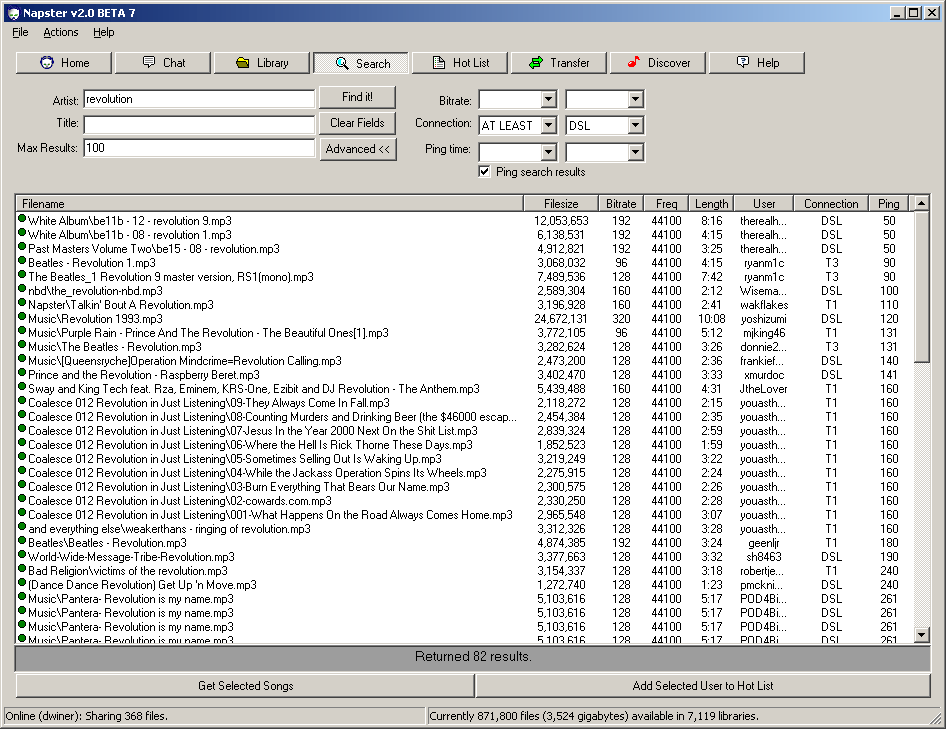 Napster v2.0 BETA 7
File Actions Help
Home Chat Library Search Hot List Transfer Discover Help
Artist: revolution Find it! Bitrate:
Title: Clear Fields Connection: AT LEAST DSL
Max Results: 100 Advanced << Ping time:
Ping search results
Filename Filesize Bitrate Freq Length User Connection Ping
White Album\be11b - 12 - revolution 9.mp3 12,053,653 192 44100 8:16 therealh... DSL 50
White Album\be11b - 08 - revolution 1.mp3 6,138,531 192 44100 4:15 therealh... DSL 50
Past Masters Volume Two\be15 - 08 - revolution.mp3 4,912,821 192 44100 3:25 therealh... DSL 50
Beatles - Revolution 1.mp3 3,068,032 96 44100 4:15 ryanm1c T3 90
The Beatles_1 Revolution 9 master version, RS1(mono).mp3 7,489,536 128 44100 7:42 ryanm1c T3 90
nbd\the_revolution-nbd.mp3 2,589,304 160 44100 2:12 Wisema... DSL 100
Napster\Talkin' Bout A Revolution.mp3 3,196,928 160 44100 2:41 wakflakes T1 110
Music\Revolution 1993.mp3 24,672,131 320 44100 10:08 yoshizumi DSL 120
Music\Purple Rain - Prince And The Revolution - The Beautiful Ones[1].mp3 3,772,105 96 44100 5:12 mjking46 T1 131
Music\The Beatles - Revolution.mp3 3,282,624 128 44100 3:26 donnie2... T3 131
Music\[Queensryche]Operation Mindcrime=Revolution Calling.mp3 2,473,200 128 44100 2:36 frankief... DSL 140
Prince and the Revolution - Raspberry Beret.mp3 3,402,470 128 44100 3:33 xmurdoc DSL 141
Sway and King Tech feat. Rza, Eminem, KRS-One, Ezibit and DJ Revolution - The Anthem.mp3 5,439,488 160 44100 4:31 JtheLover T1 160
Coalesce 012 Revolution in Just Listening\09-They Always Come In Fall.mp3 2,118,272 128 44100 2:15 youasth... T1 160
Coalesce 012 Revolution in Just Listening\08-Counting Murders and Drinking Beer (the $46000 escap... 2,454,384 128 44100 2:35 youasth... T1 160
Coalesce 012 Revolution in Just Listening\07-Jesus In the Year 2000 Next On the Shit List.mp3 2,839,324 128 44100 2:59 youasth... T1 160
Coalesce 012 Revolution in Just Listening\06-Where the Hell Is Rick Thorne These Days.mp3 1,852,523 128 44100 1:59 youasth... T1 160
Coalesce 012 Revolution in Just Listening\05-Sometimes Selling Out Is Waking Up.mp3 3,219,249 128 44100 3:22 youasth... T1 160
Coalesce 012 Revolution in Just Listening\04-While the Jackass Operation Spins Its Wheels.mp3 2,275,915 128 44100 2:24 youasth... T1 160
Coalesce 012 Revolution in Just Listening\03-Burn Everything That Bears Our Name.mp3 2,300,575 128 44100 2:26 youasth... T1 160
Coalesce 012 Revolution in Just Listening\02-cowards.com.mp3 2,330,250 128 44100 2:28 youasth... T1 160
Coalesce 012 Revolution in Just Listening\001-What Happens On the Road Always Comes Home.mp3 2,965,548 128 44100 3:07 youasth... T1 160
and everything else\weakerthans - ringing of revolution.mp3 3,312,326 128 44100 3:28 youasth... T1 160
Beatles\Beatles - Revolution.mp3 4,874,385 192 44100 3:24 geenljr T1 180
World-Wide-Message-Tribe-Revolution.mp3 3,377,663 128 44100 3:32 sh8463 DSL 190
Bad Religion\victims of the revolution.mp3 3,154,337 128 44100 3:18 robertje... T1 240
(Dance Dance Revolution) Get Up 'n Move.mp3 1,272,740 128 44100 1:23 pmckni... DSL 240
Music\Pantera- Revolution is my name.mp3 5,103,616 128 44100 5:17 POD4Bi... DSL 261
Music\Pantera- Revolution is my name.mp3 5,103,616 128 44100 5:17 POD4Bi... DSL 261
Music\Pantera- Revolution is my name.mp3 5,103,616 128 44100 5:17 POD4Bi... DSL 261
Music\Pantera- Revolution is my name.mp3 5,103,616 128 44100 5:17 POD4Bi... DSL 261
Returned 82 results.
Get Selected Songs Add Selected User to Hot List
Online (dwiner): Sharing 368 files. Currently 871,800 files (3,524 gigabytes) available in 7,119 libraries.